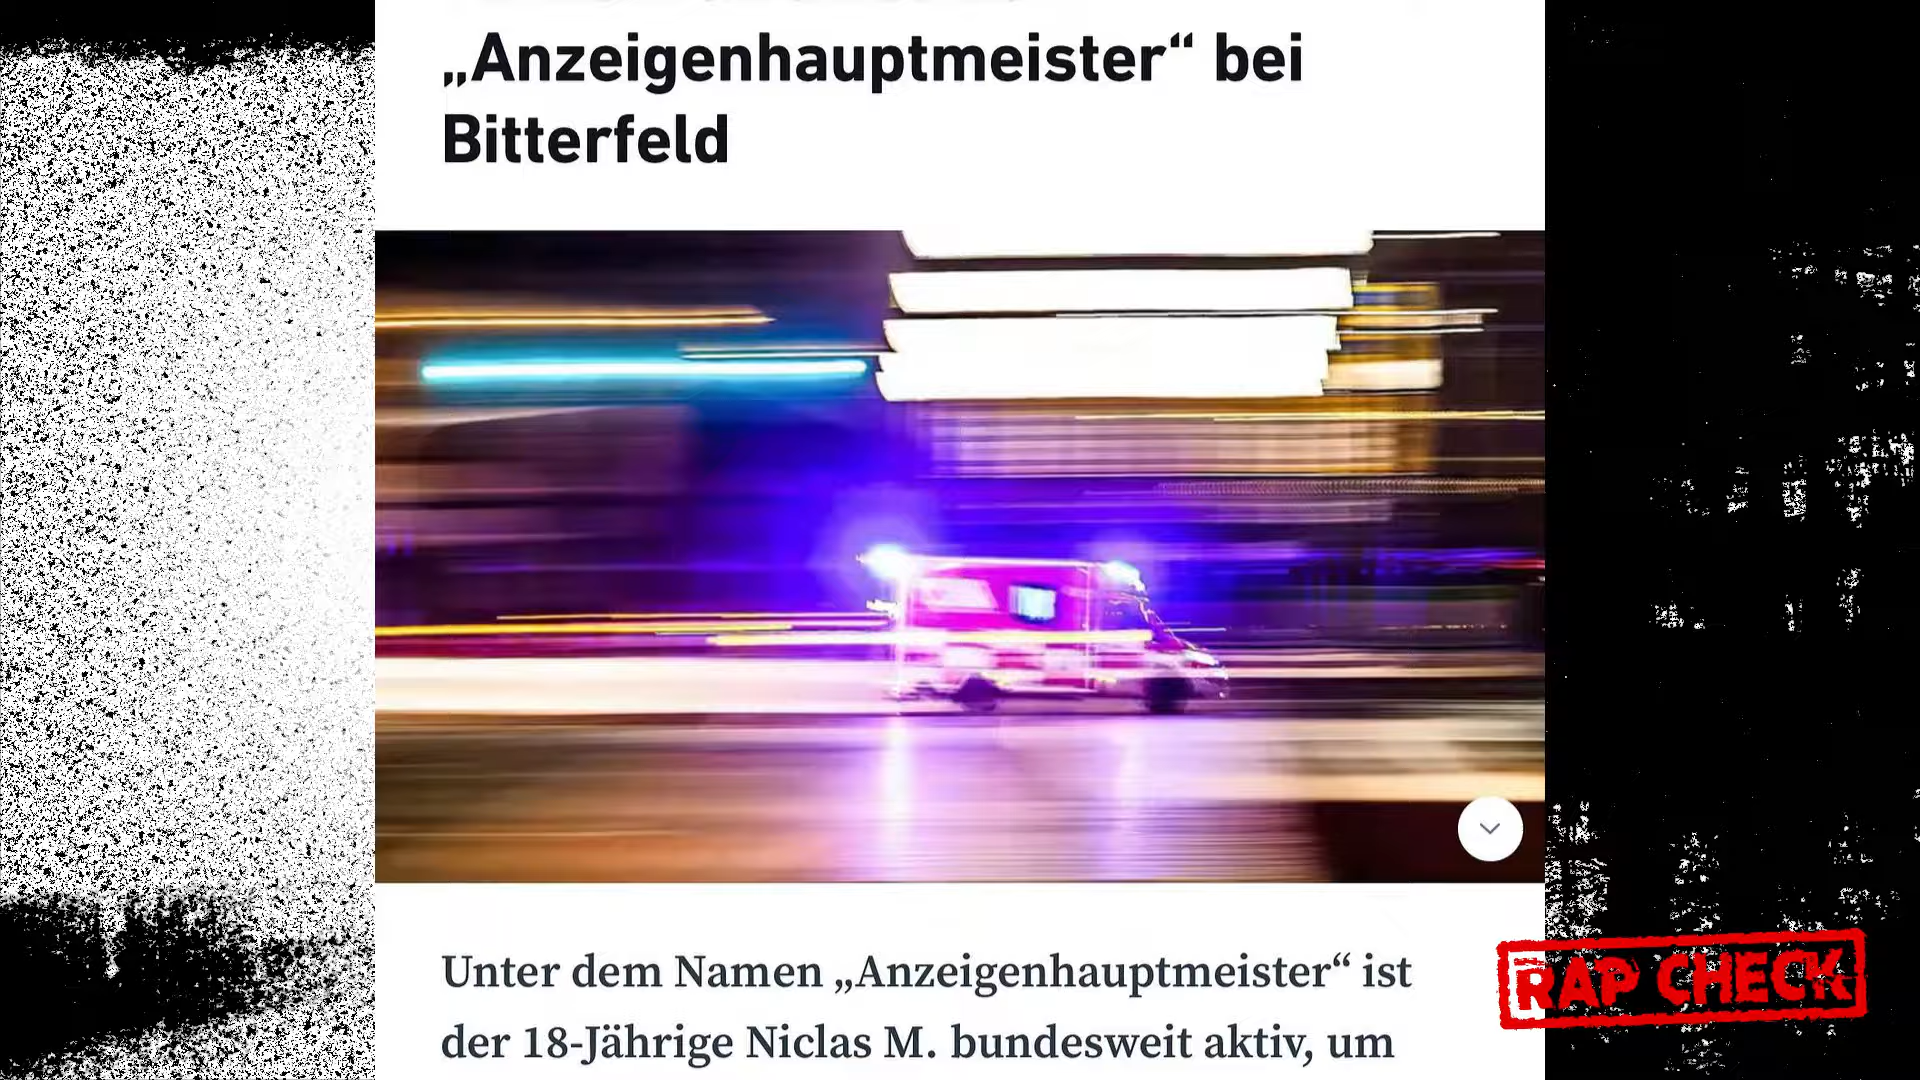 „Anzeigenhauptmeister“ bei
Bitterfeld
Unter dem Namen „Anzeigenhauptmeister“ ist
der 18-Jährige Niclas M. bundesweit aktiv, um
RAP CHECK